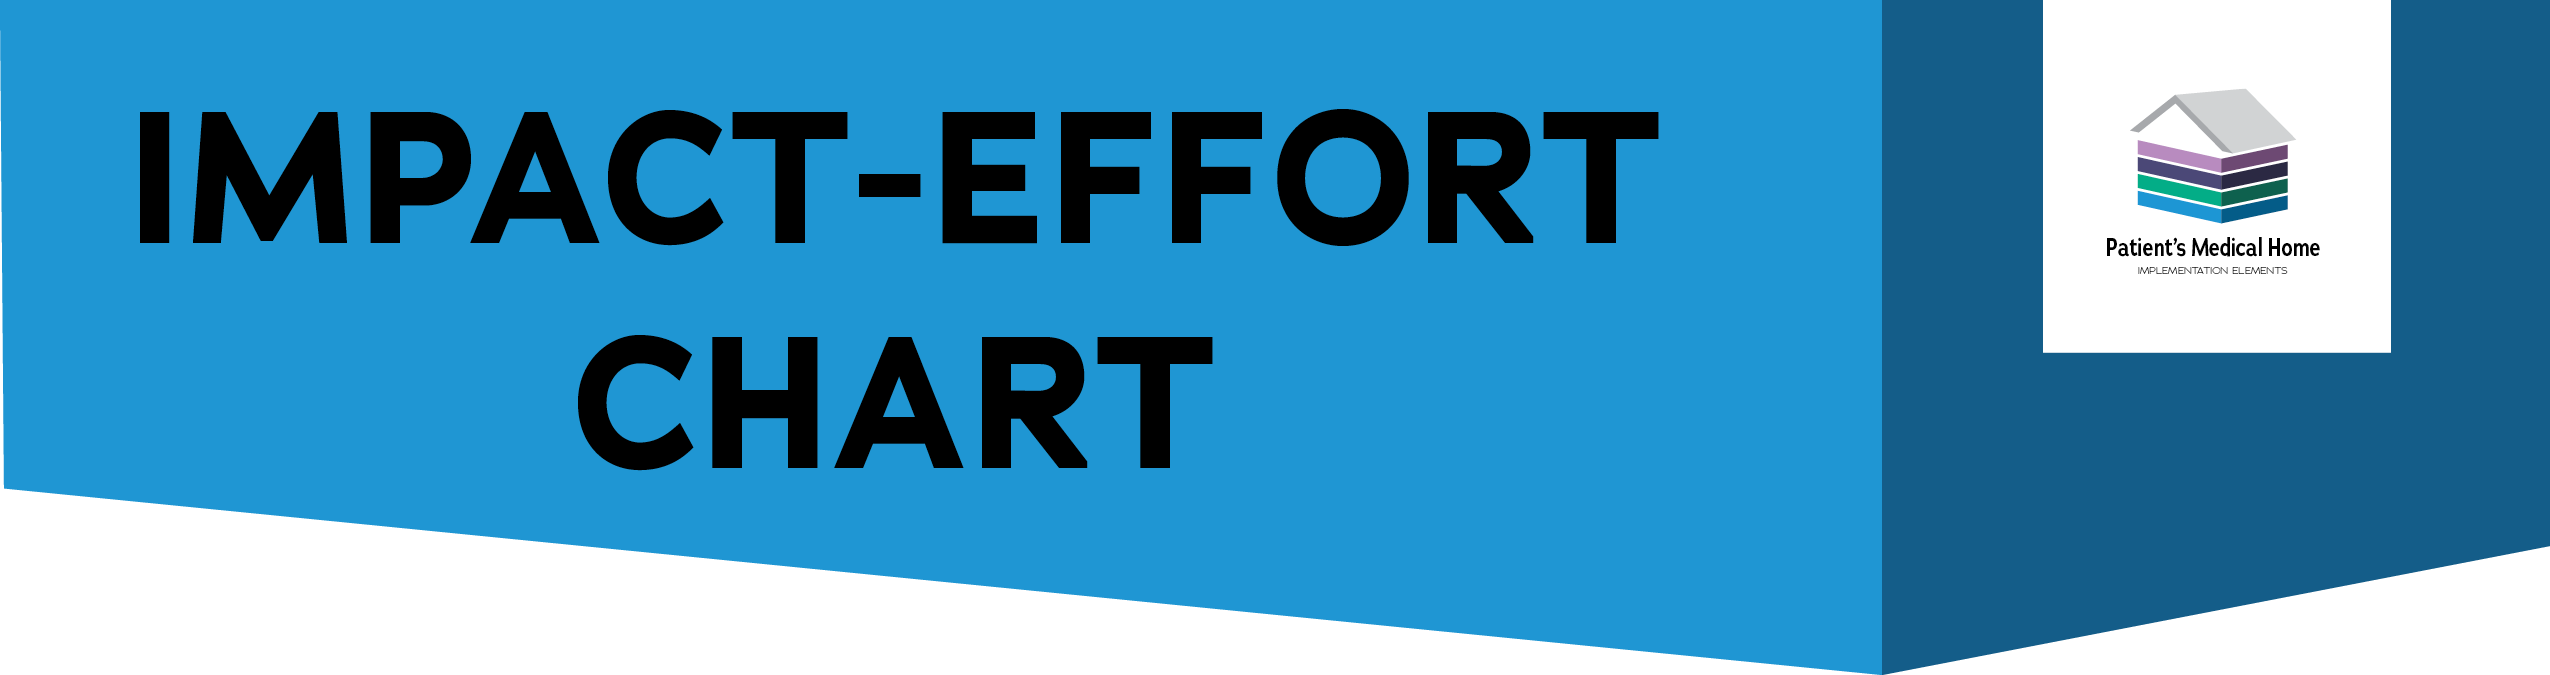 IMPACT-EFFORT
CHART
Patient’s Medical Home
IMPLEMENTATION ELEMENTS